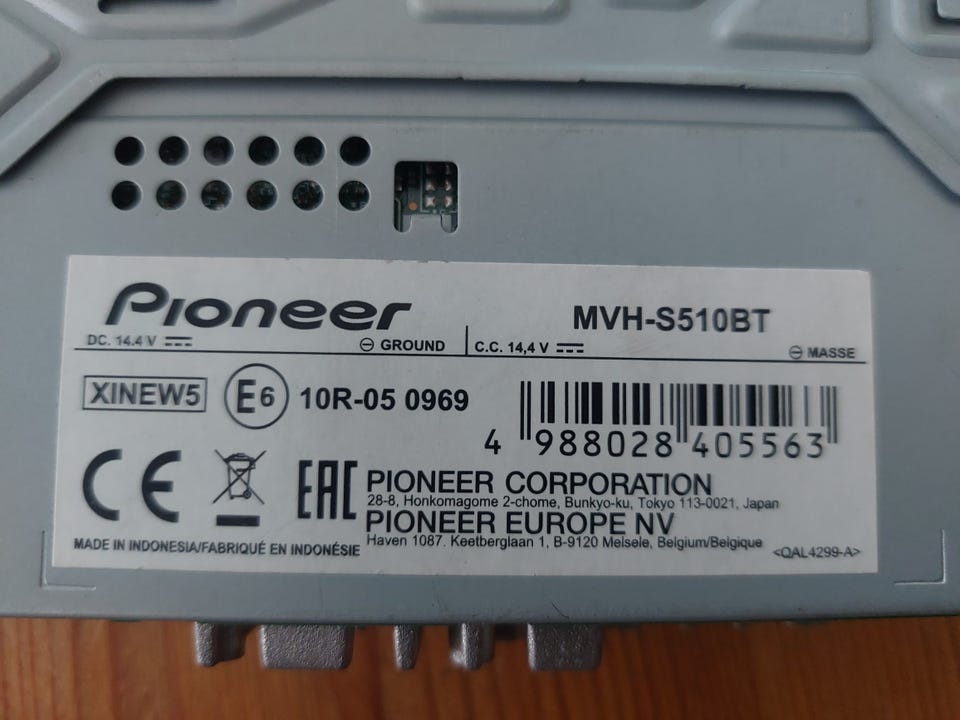 Pioneer
MVH-S510BT
DC. 14.4 V ⎓ ⊖ GROUND
C.C. 14,4 V ⎓ ⊖ MASSE
XINEW5
E6 10R-05 0969
4 988028 405563
CE
EAC
PIONEER CORPORATION
28-8, Honkomagome 2-chome, Bunkyo-ku, Tokyo 113-0021, Japan
PIONEER EUROPE NV
Haven 1087. Keetberglaan 1, B-9120 Melsele, Belgium/Belgique
MADE IN INDONESIA/FABRIQUÉ EN INDONÉSIE
<QAL4299-A>